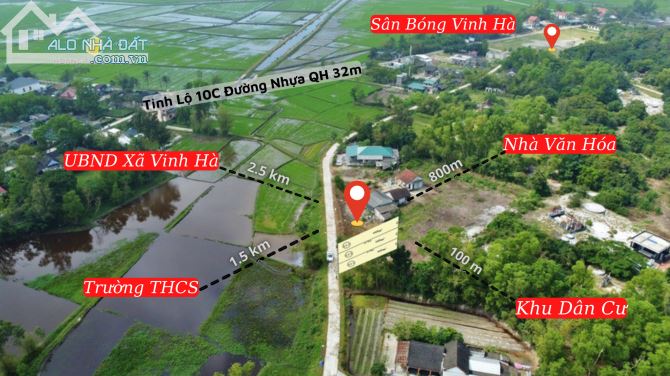 ALO NHÀ ĐẤT
.com.vn
Sân Bóng Vinh Hà
Tỉnh Lộ 10C Đường Nhựa QH 32m
UBND Xã Vinh Hà
2.5 km
800m
Nhà Văn Hóa
Trường THCS
1.5 km
100 m
Khu Dân Cư